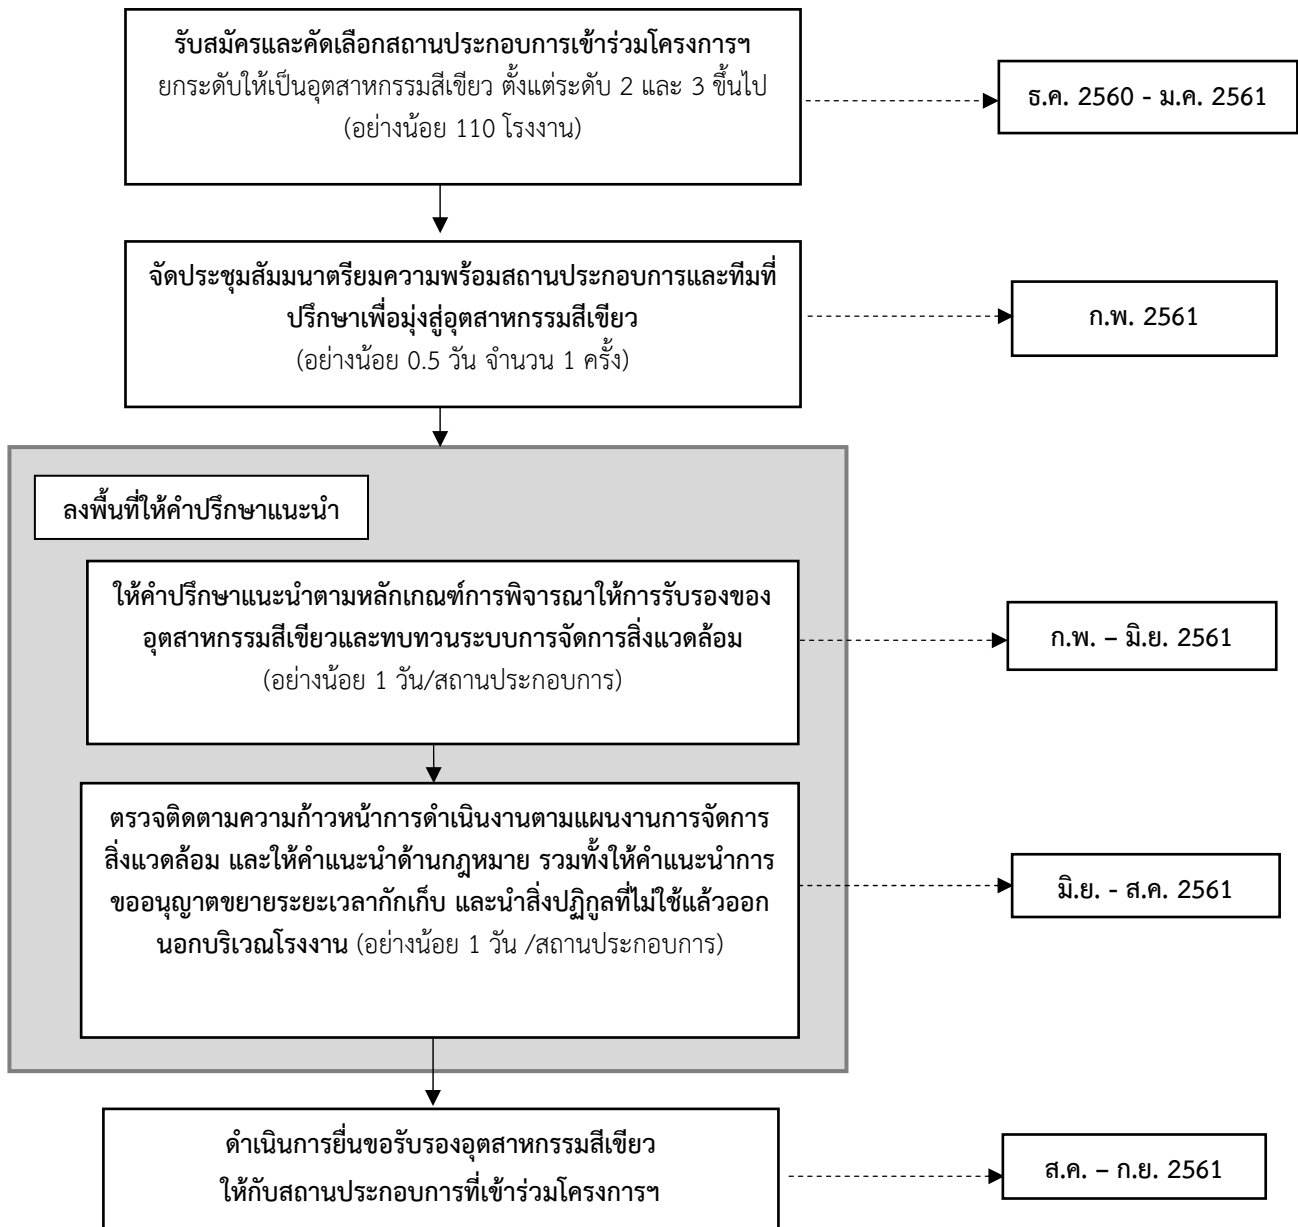 รับสมัครและคัดเลือกสถานประกอบการเข้าร่วมโครงการฯ
ยกระดับให้เป็นอุตสาหกรรมสีเขียว ตั้งแต่ระดับ 2 และ 3 ขึ้นไป
(อย่างน้อย 110 โรงงาน)
ธ.ค. 2560 - ม.ค. 2561
จัดประชุมสัมมนาตรียมความพร้อมสถานประกอบการและทีมที่
ปรึกษาเพื่อมุ่งสู่อุตสาหกรรมสีเขียว
(อย่างน้อย 0.5 วัน จำนวน 1 ครั้ง)
ก.พ. 2561
ลงพื้นที่ให้คำปรึกษาแนะนำ
ให้คำปรึกษาแนะนำตามหลักเกณฑ์การพิจารณาให้การรับรองของ
อุตสาหกรรมสีเขียวและทบทวนระบบการจัดการสิ่งแวดล้อม
(อย่างน้อย 1 วัน/สถานประกอบการ)
ก.พ. – มิ.ย. 2561
ตรวจติดตามความก้าวหน้าการดำเนินงานตามแผนงานการจัดการ
สิ่งแวดล้อม และให้คำแนะนำด้านกฎหมาย รวมทั้งให้คำแนะนำการ
ขออนุญาตขยายระยะเวลากักเก็บ และนำสิ่งปฏิกูลที่ไม่ใช้แล้วออก
นอกบริเวณโรงงาน (อย่างน้อย 1 วัน /สถานประกอบการ)
มิ.ย. - ส.ค. 2561
ดำเนินการยื่นขอรับรองอุตสาหกรรมสีเขียว
ให้กับสถานประกอบการที่เข้าร่วมโครงการฯ
ส.ค. – ก.ย. 2561